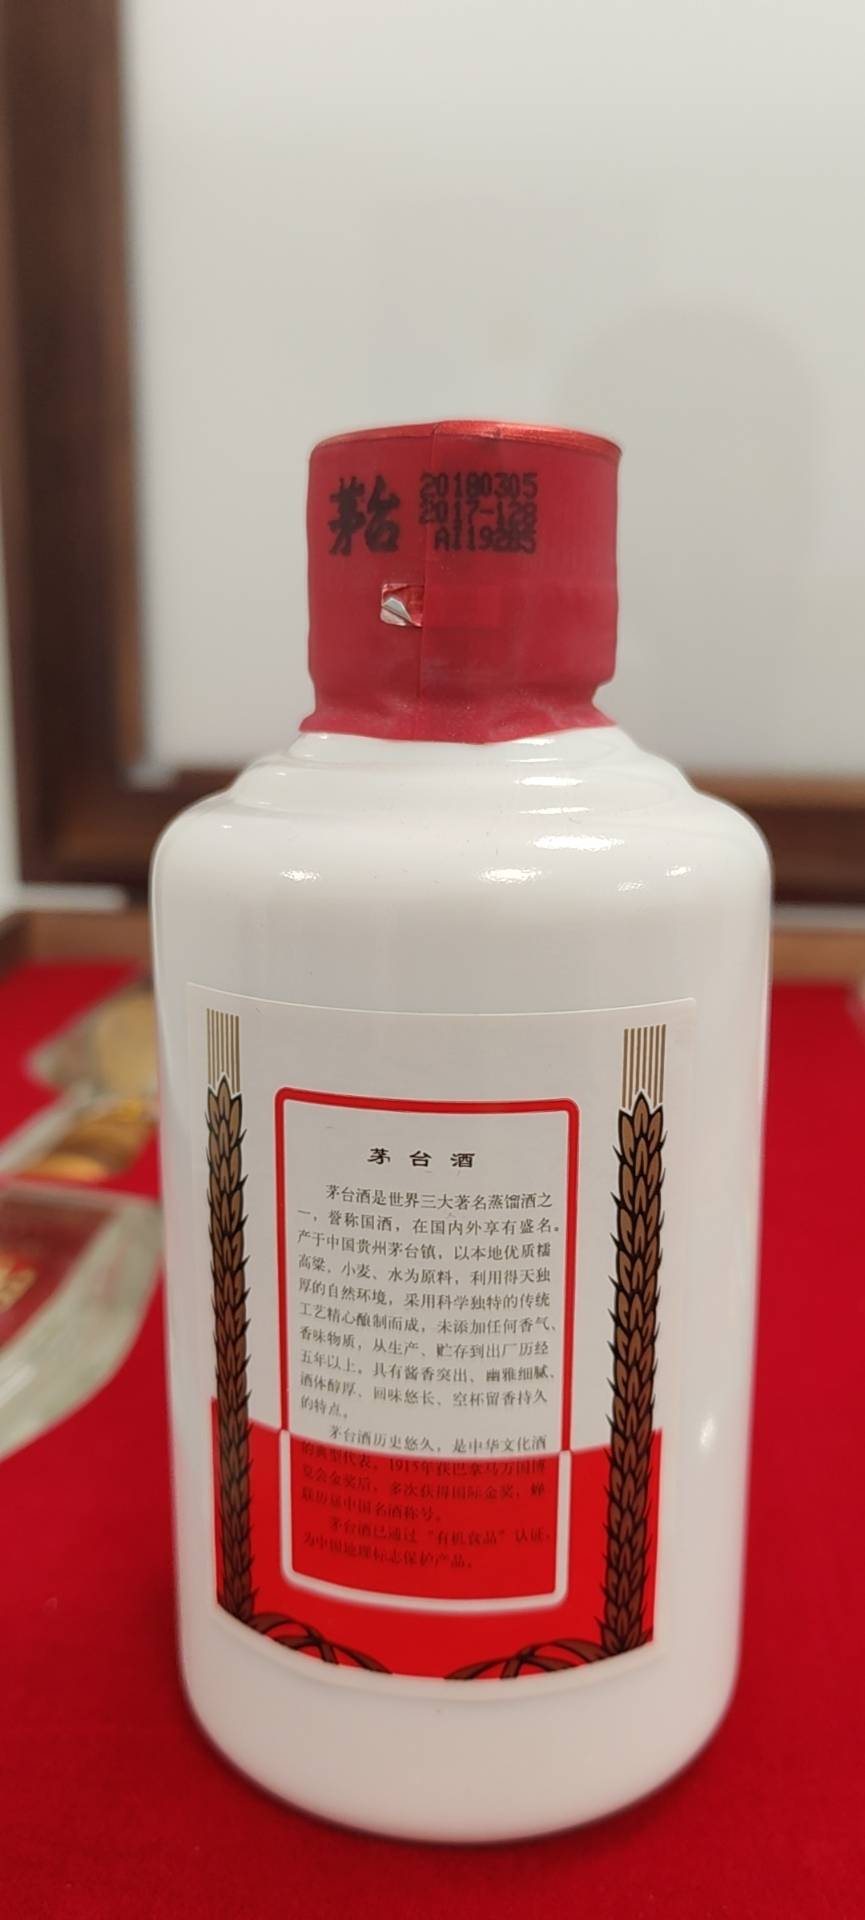 茅台
20180305
2017-128
A119285
茅台酒
茅台酒是世界三大著名蒸馏酒之
一，誉称国酒，在国内外享有盛名。
产于中国贵州茅台镇，以本地优质糯
高粱、小麦、水为原料，利用得天独
厚的自然环境，采用科学独特的传统
工艺精心酿制而成，未添加任何香气、
香味物质，从生产、贮存到出厂历经
五年以上。具有酱香突出、幽雅细腻、
酒体醇厚、回味悠长、空杯留香持久
的特点。
茅台酒历史悠久，是中华文化酒
的典型代表。1915年获巴拿马万国博
览会金奖后，多次获得国际金奖，蝉
联历届中国名酒称号。
茅台酒已通过“有机食品”认证，
为中国地理标志保护产品。